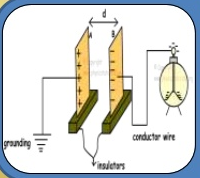 d
A
B
grounding
conductor wire
insulators